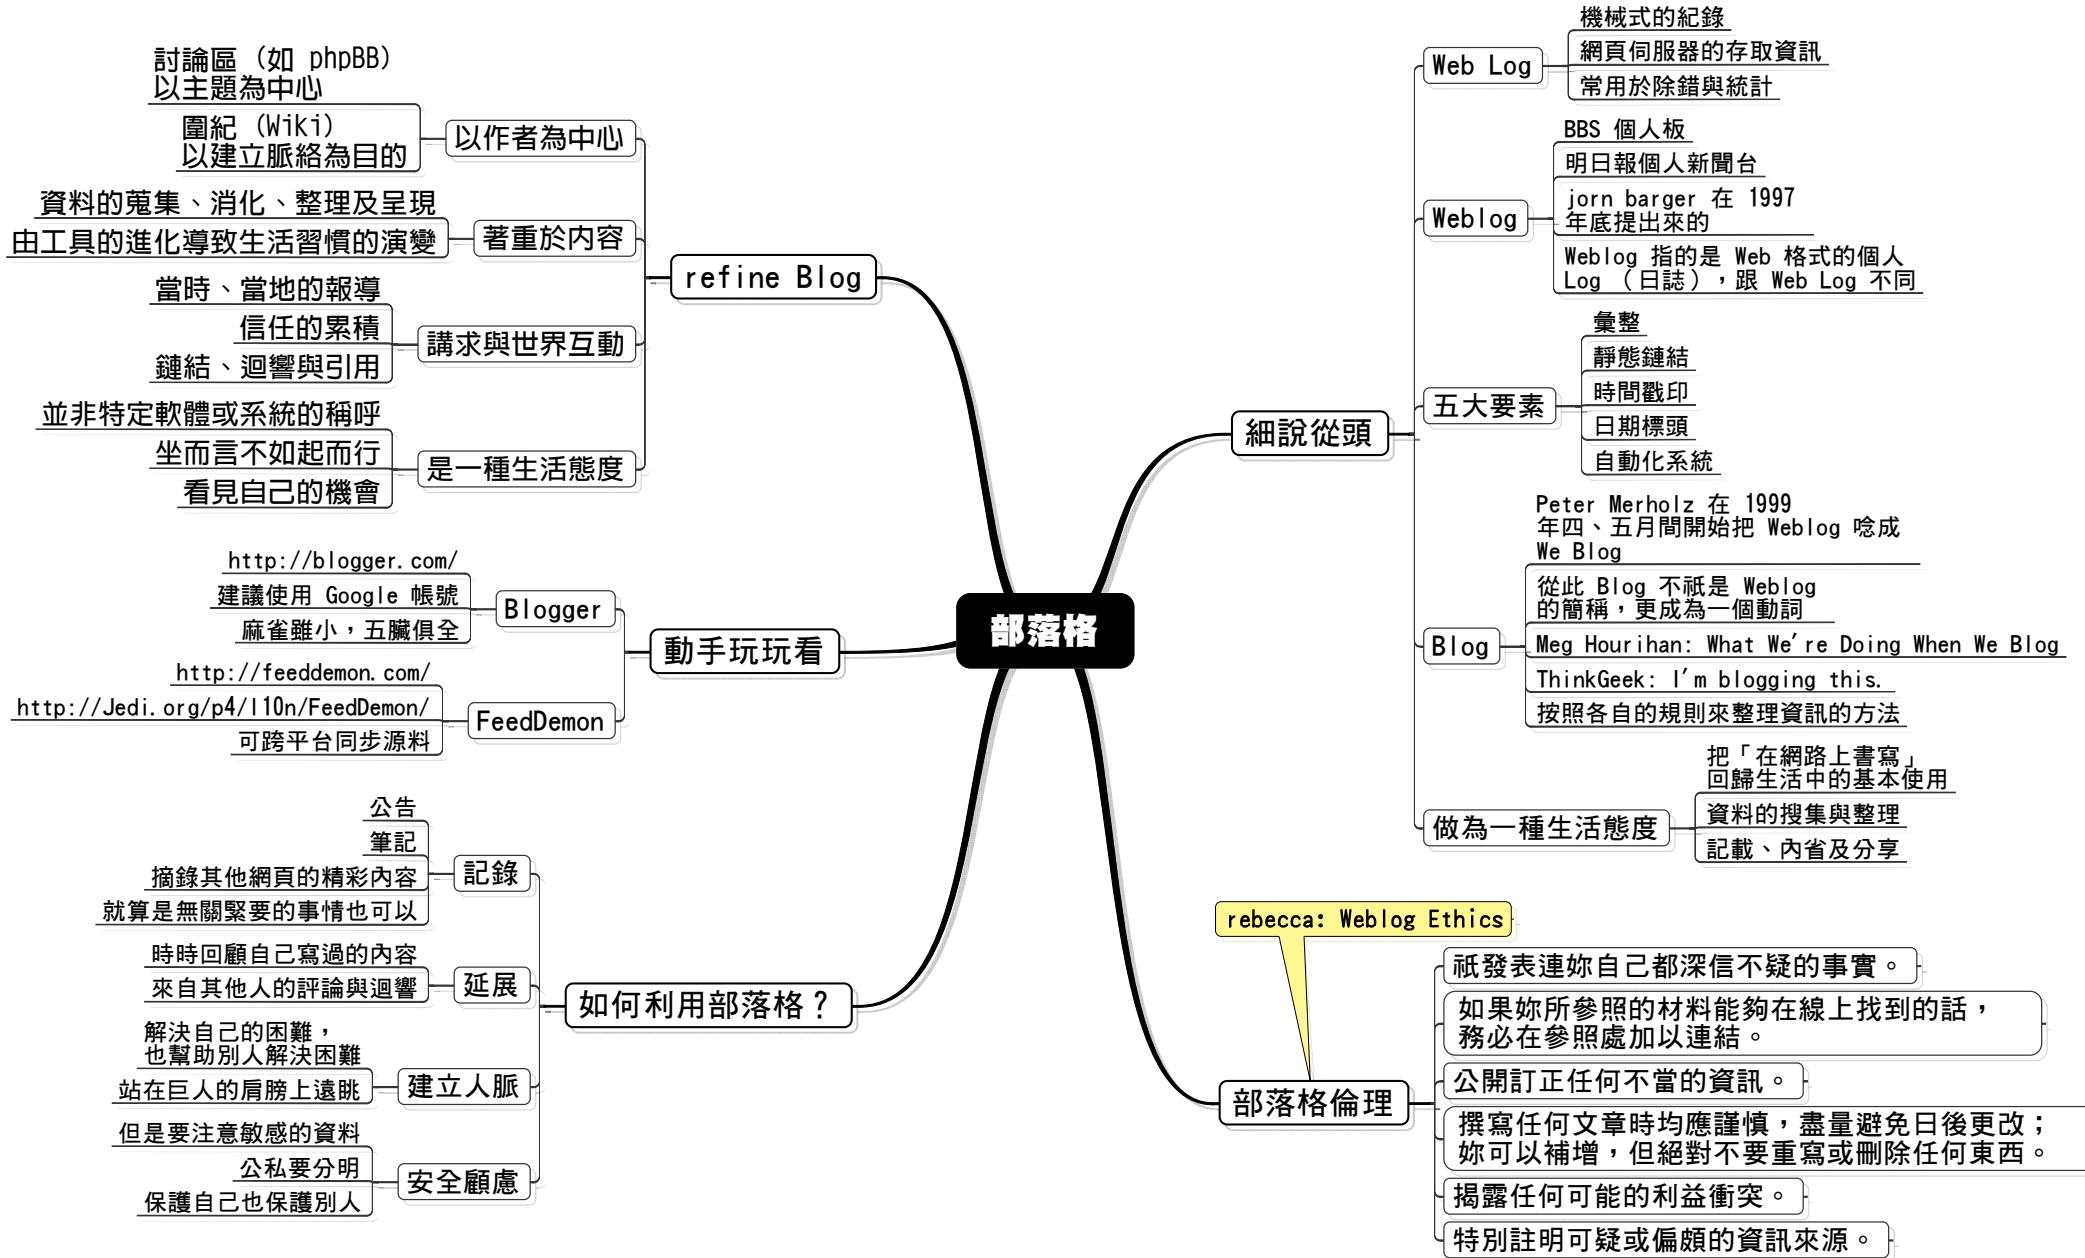 部落格
細說從頭
Web Log
機械式的紀錄
網頁伺服器的存取資訊
常用於除錯與統計
Weblog
BBS 個人板
明日報個人新聞台
jorn barger 在 1997
年底提出來的
Weblog 指的是 Web 格式的個人
Log （日誌），跟 Web Log 不同
五大要素
彙整
靜態鏈結
時間戳印
日期標頭
自動化系統
Blog
Peter Merholz 在 1999
年四、五月間開始把 Weblog 唸成
We Blog
從此 Blog 不祇是 Weblog
的簡稱，更成為一個動詞
Meg Hourihan: What We're Doing When We Blog
ThinkGeek: I'm blogging this.
按照各自的規則來整理資訊的方法
做為一種生活態度
把「在網路上書寫」
回歸生活中的基本使用
資料的搜集與整理
記載、內省及分享
rebecca: Weblog Ethics
部落格倫理
祇發表連妳自己都深信不疑的事實。
如果妳所參照的材料能夠在線上找到的話，
務必在參照處加以連結。
公開訂正任何不當的資訊。
撰寫任何文章時均應謹慎，盡量避免日後更改；
妳可以補增，但絕對不要重寫或刪除任何東西。
揭露任何可能的利益衝突。
特別註明可疑或偏頗的資訊來源。
refine Blog
以作者為中心
討論區（如 phpBB）
以主題為中心
圍紀（Wiki）
以建立脈絡為目的
著重於內容
資料的蒐集、消化、整理及呈現
由工具的進化導致生活習慣的演變
講求與世界互動
當時、當地的報導
信任的累積
鏈結、迴響與引用
是一種生活態度
並非特定軟體或系統的稱呼
坐而言不如起而行
看見自己的機會
動手玩玩看
Blogger
http://blogger.com/
建議使用 Google 帳號
麻雀雖小，五臟俱全
FeedDemon
http://feeddemon.com/
http://Jedi.org/p4/l10n/FeedDemon/
可跨平台同步源料
如何利用部落格？
記錄
公告
筆記
摘錄其他網頁的精彩內容
就算是無關緊要的事情也可以
延展
時時回顧自己寫過的內容
來自其他人的評論與迴響
建立人脈
解決自己的困難，
也幫助別人解決困難
站在巨人的肩膀上遠眺
安全顧慮
但是要注意敏感的資料
公私要分明
保護自己也保護別人